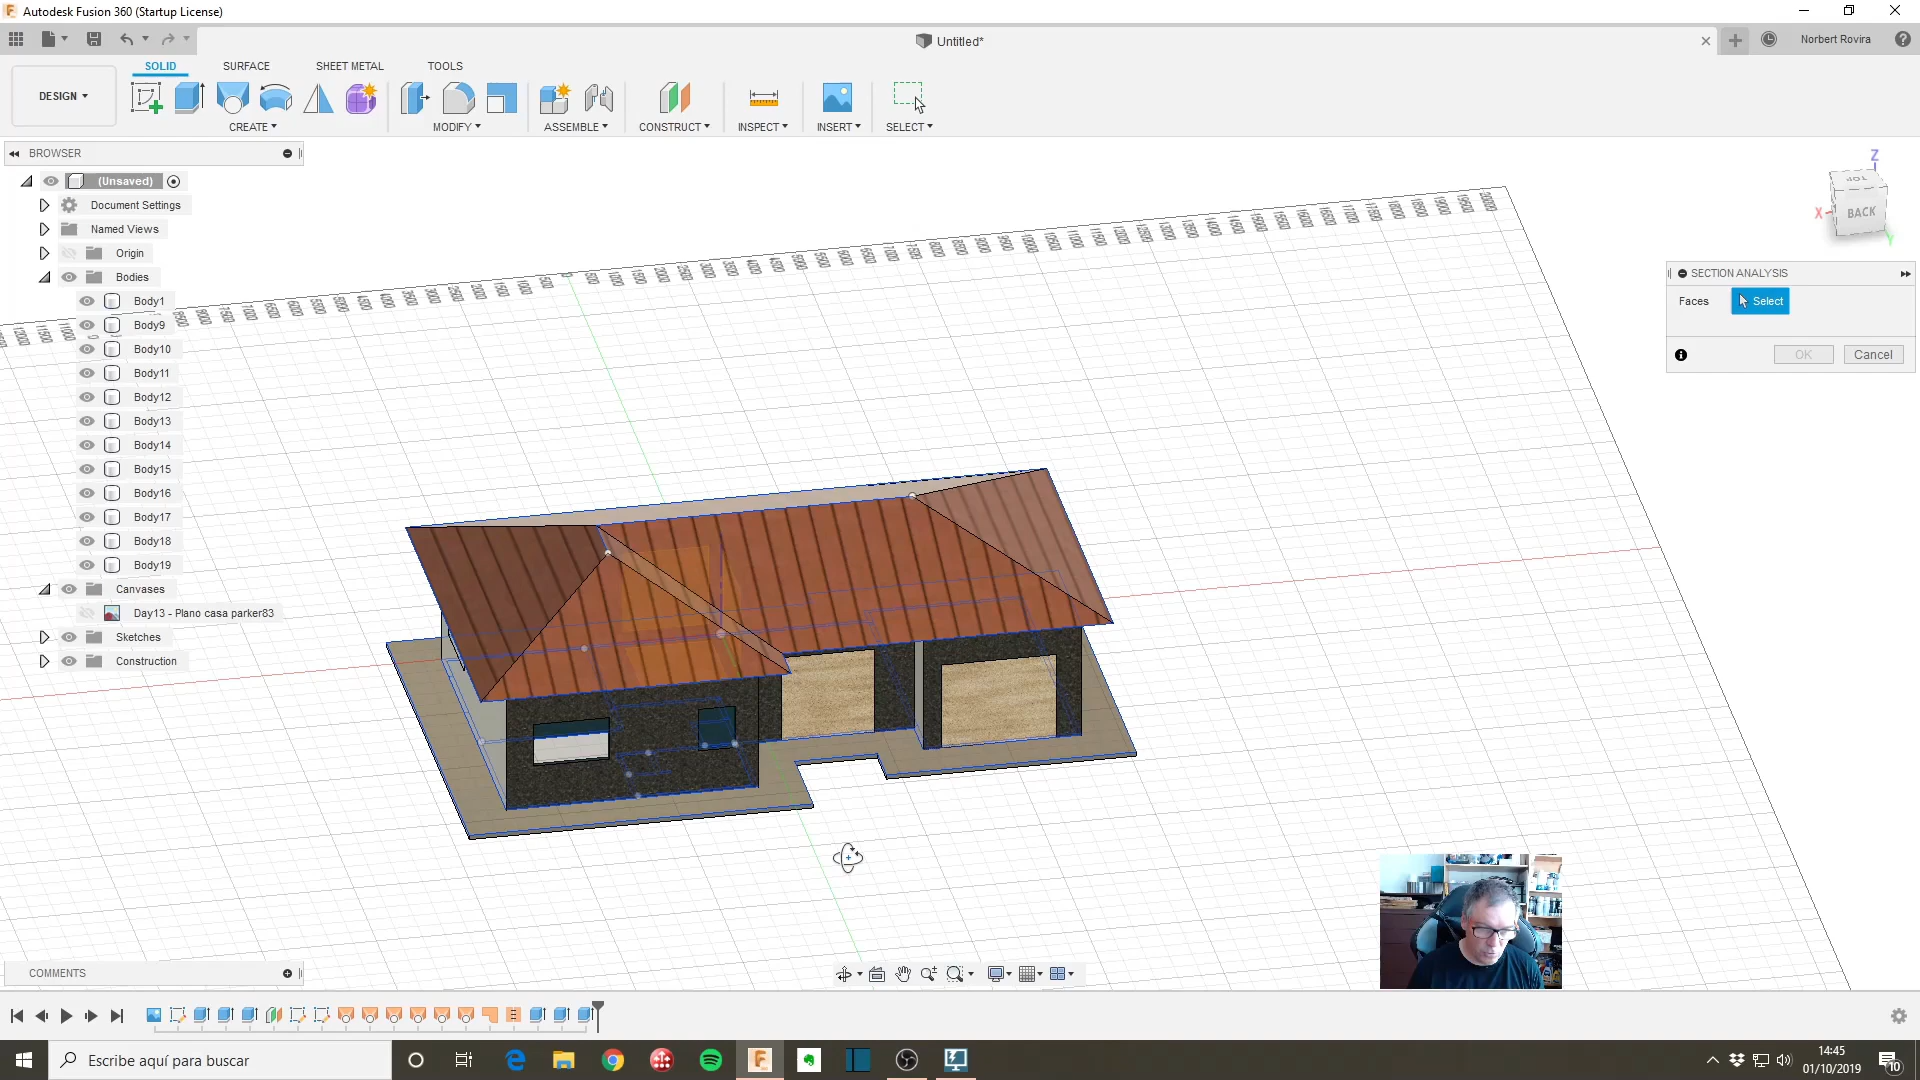 Autodesk Fusion 360 (Startup License)
Untitled*
Norbert Rovira
DESIGN
SOLID
SURFACE
SHEET METAL
TOOLS
CREATE
MODIFY
ASSEMBLE
CONSTRUCT
INSPECT
INSERT
SELECT
BROWSER
(Unsaved)
Document Settings
Named Views
Origin
Bodies
Body1
Body9
Body10
Body11
Body12
Body13
Body14
Body15
Body16
Body17
Body18
Body19
Canvases
Day13 - Plano casa parker83
Sketches
Construction
Z
TOP
X
BACK
Y
SECTION ANALYSIS
Faces
Select
OK
Cancel
COMMENTS
Escribe aquí para buscar
14:45
01/10/2019
10